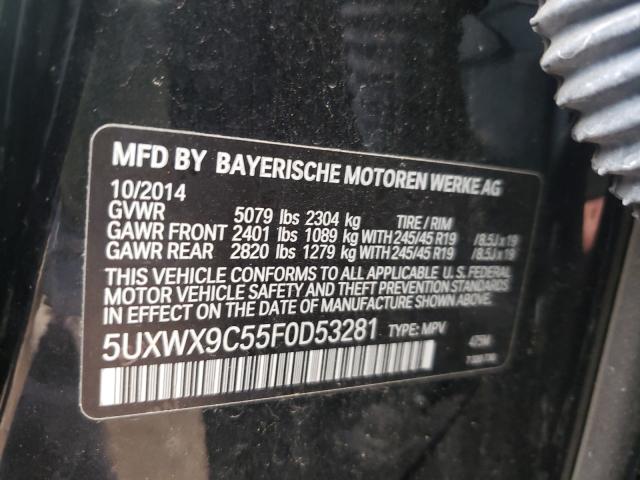 MFD BY BAYERISCHE MOTOREN WERKE AG
10/2014
GVWR 5079 lbs 2304 kg TIRE / RIM
GAWR FRONT 2401 lbs 1089 kg WITH 245/45 R19 / 8.5J x 19
GAWR REAR 2820 lbs 1279 kg WITH 245/45 R19 / 8.5J x 19
THIS VEHICLE CONFORMS TO ALL APPLICABLE U. S. FEDERAL
MOTOR VEHICLE SAFETY AND THEFT PREVENTION STANDARDS
IN EFFECT ON THE DATE OF MANUFACTURE SHOWN ABOVE.
5UXWX9C55F0D53281 TYPE: MPV
475M